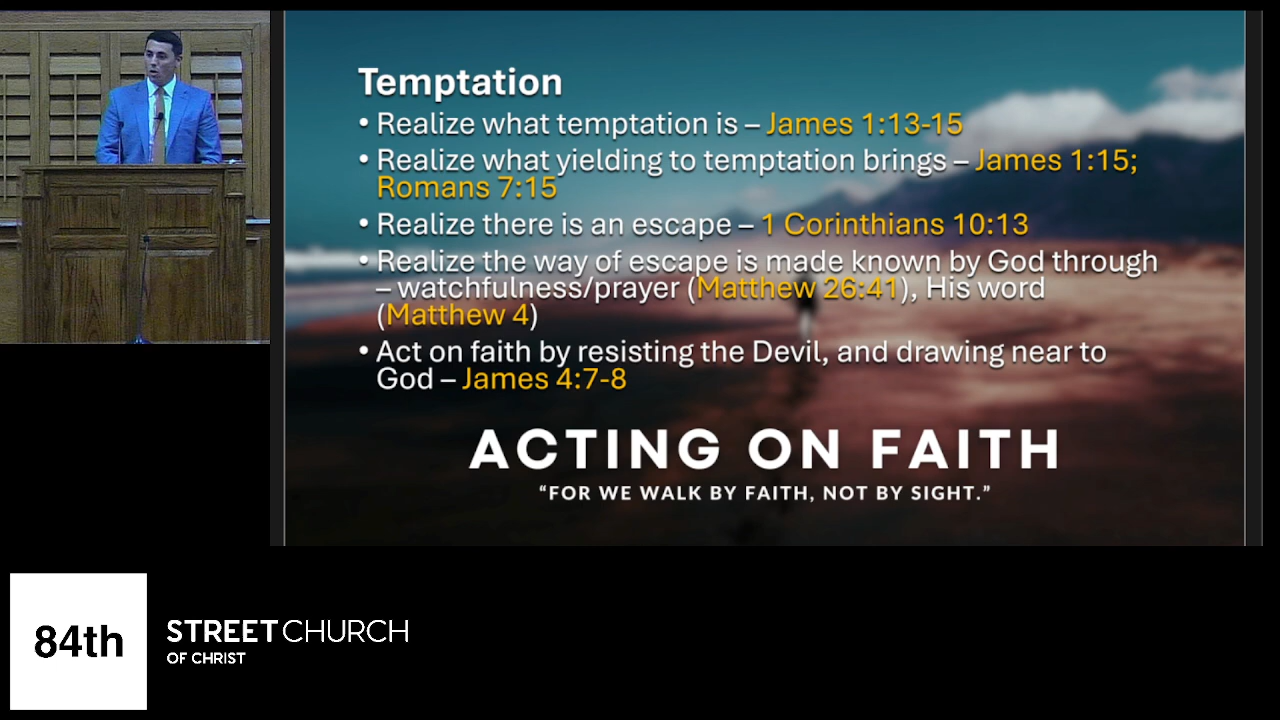 Temptation
• Realize what temptation is – James 1:13-15
• Realize what yielding to temptation brings – James 1:15;
Romans 7:15
• Realize there is an escape – 1 Corinthians 10:13
• Realize the way of escape is made known by God through
– watchfulness/prayer (Matthew 26:41), His word
(Matthew 4)
• Act on faith by resisting the Devil, and drawing near to
God – James 4:7-8
ACTING ON FAITH
“FOR WE WALK BY FAITH, NOT BY SIGHT.”
84th
STREET CHURCH
OF CHRIST